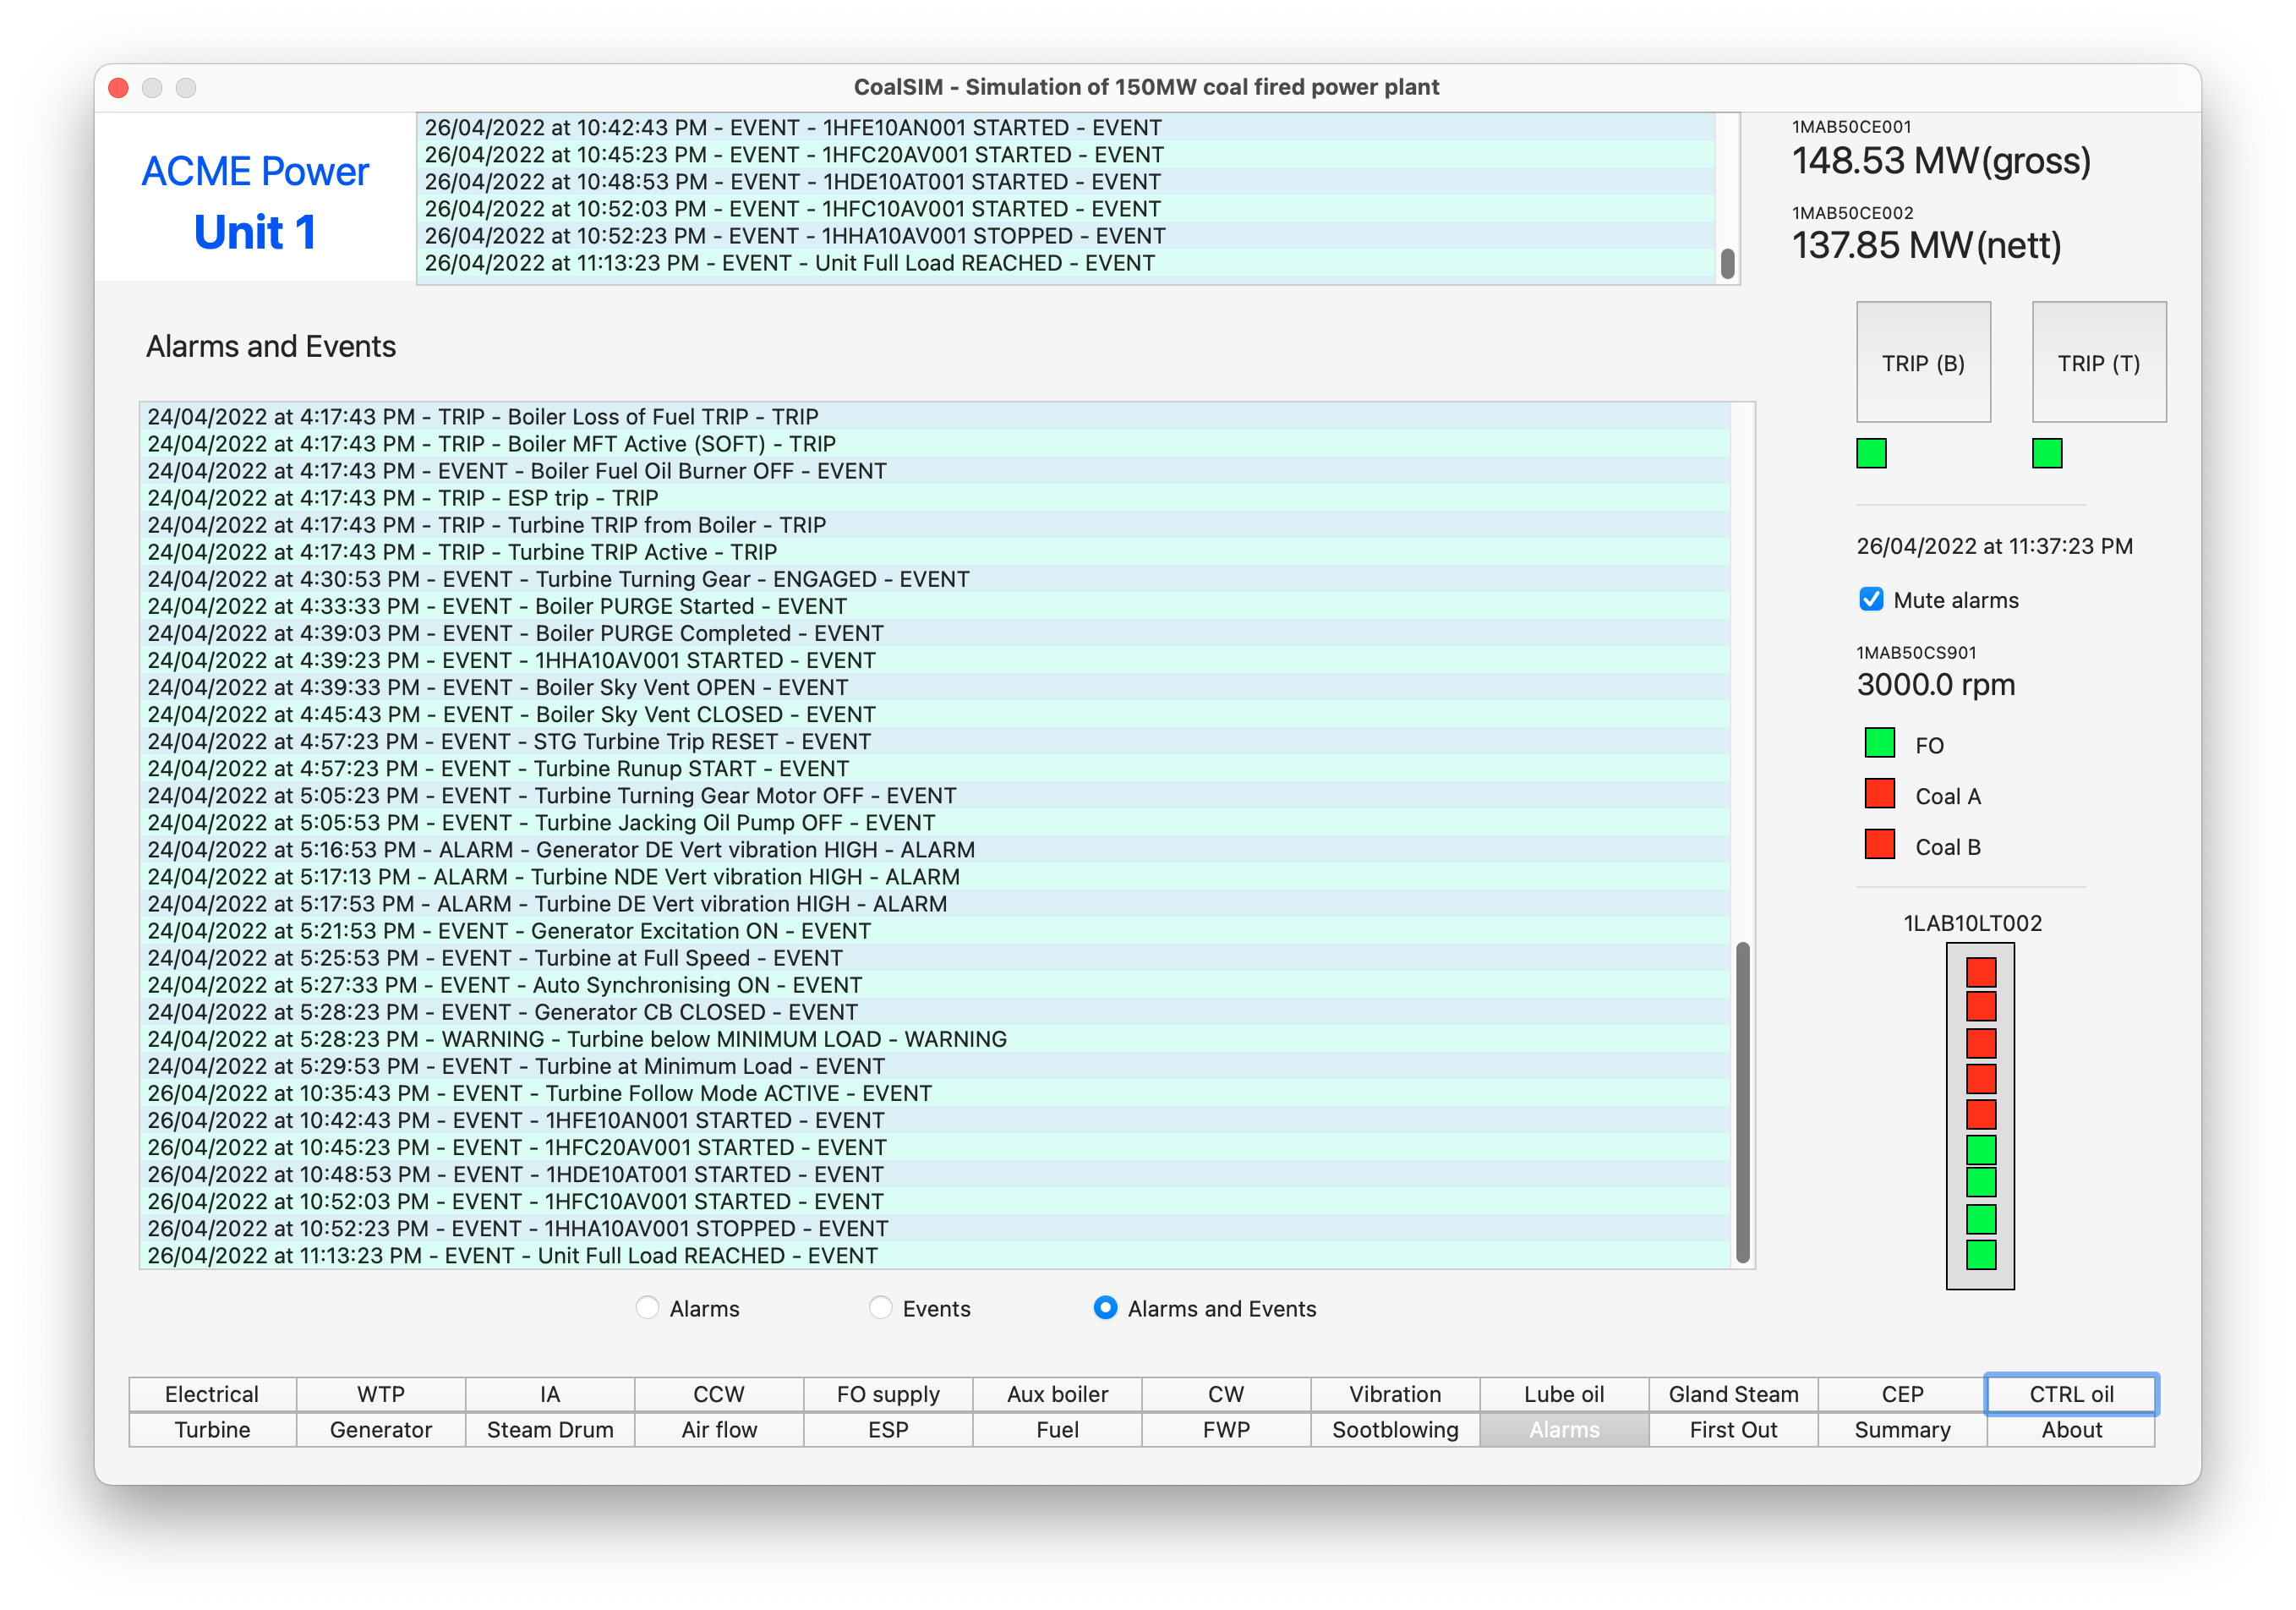 CoalSIM - Simulation of 150MW coal fired power plant
ACME Power
Unit 1
26/04/2022 at 10:42:43 PM - EVENT - 1HFE10AN001 STARTED - EVENT
26/04/2022 at 10:45:23 PM - EVENT - 1HFC20AV001 STARTED - EVENT
26/04/2022 at 10:48:53 PM - EVENT - 1HDE10AT001 STARTED - EVENT
26/04/2022 at 10:52:03 PM - EVENT - 1HFC10AV001 STARTED - EVENT
26/04/2022 at 10:52:23 PM - EVENT - 1HHA10AV001 STOPPED - EVENT
26/04/2022 at 11:13:23 PM - EVENT - Unit Full Load REACHED - EVENT
1MAB50CE001
148.53 MW(gross)
1MAB50CE002
137.85 MW(nett)
Alarms and Events
24/04/2022 at 4:17:43 PM - TRIP - Boiler Loss of Fuel TRIP - TRIP
24/04/2022 at 4:17:43 PM - TRIP - Boiler MFT Active (SOFT) - TRIP
24/04/2022 at 4:17:43 PM - EVENT - Boiler Fuel Oil Burner OFF - EVENT
24/04/2022 at 4:17:43 PM - TRIP - ESP trip - TRIP
24/04/2022 at 4:17:43 PM - TRIP - Turbine TRIP from Boiler - TRIP
24/04/2022 at 4:17:43 PM - TRIP - Turbine TRIP Active - TRIP
24/04/2022 at 4:30:53 PM - EVENT - Turbine Turning Gear - ENGAGED - EVENT
24/04/2022 at 4:33:33 PM - EVENT - Boiler PURGE Started - EVENT
24/04/2022 at 4:39:03 PM - EVENT - Boiler PURGE Completed - EVENT
24/04/2022 at 4:39:23 PM - EVENT - 1HHA10AV001 STARTED - EVENT
24/04/2022 at 4:39:33 PM - EVENT - Boiler Sky Vent OPEN - EVENT
24/04/2022 at 4:45:43 PM - EVENT - Boiler Sky Vent CLOSED - EVENT
24/04/2022 at 4:57:23 PM - EVENT - STG Turbine Trip RESET - EVENT
24/04/2022 at 4:57:23 PM - EVENT - Turbine Runup START - EVENT
24/04/2022 at 5:05:23 PM - EVENT - Turbine Turning Gear Motor OFF - EVENT
24/04/2022 at 5:05:53 PM - EVENT - Turbine Jacking Oil Pump OFF - EVENT
24/04/2022 at 5:16:53 PM - ALARM - Generator DE Vert vibration HIGH - ALARM
24/04/2022 at 5:17:13 PM - ALARM - Turbine NDE Vert vibration HIGH - ALARM
24/04/2022 at 5:17:53 PM - ALARM - Turbine DE Vert vibration HIGH - ALARM
24/04/2022 at 5:21:53 PM - EVENT - Generator Excitation ON - EVENT
24/04/2022 at 5:25:53 PM - EVENT - Turbine at Full Speed - EVENT
24/04/2022 at 5:27:33 PM - EVENT - Auto Synchronising ON - EVENT
24/04/2022 at 5:28:23 PM - EVENT - Generator CB CLOSED - EVENT
24/04/2022 at 5:28:23 PM - WARNING - Turbine below MINIMUM LOAD - WARNING
24/04/2022 at 5:29:53 PM - EVENT - Turbine at Minimum Load - EVENT
26/04/2022 at 10:35:43 PM - EVENT - Turbine Follow Mode ACTIVE - EVENT
26/04/2022 at 10:42:43 PM - EVENT - 1HFE10AN001 STARTED - EVENT
26/04/2022 at 10:45:23 PM - EVENT - 1HFC20AV001 STARTED - EVENT
26/04/2022 at 10:48:53 PM - EVENT - 1HDE10AT001 STARTED - EVENT
26/04/2022 at 10:52:03 PM - EVENT - 1HFC10AV001 STARTED - EVENT
26/04/2022 at 10:52:23 PM - EVENT - 1HHA10AV001 STOPPED - EVENT
26/04/2022 at 11:13:23 PM - EVENT - Unit Full Load REACHED - EVENT
Alarms Events Alarms and Events
TRIP (B) TRIP (T)
26/04/2022 at 11:37:23 PM
Mute alarms
1MAB50CS901
3000.0 rpm
FO
Coal A
Coal B
1LAB10LT002
Electrical WTP IA CCW FO supply Aux boiler CW Vibration Lube oil Gland Steam CEP CTRL oil
Turbine Generator Steam Drum Air flow ESP Fuel FWP Sootblowing Alarms First Out Summary About